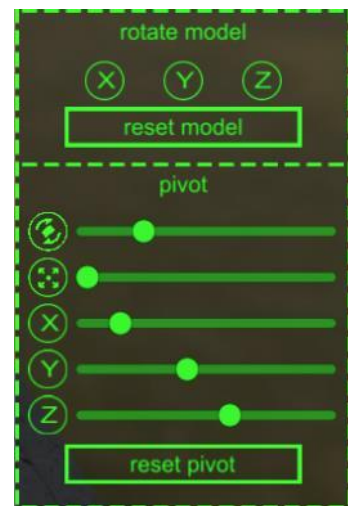 rotate model
X Y Z
reset model
pivot
X
Y
Z
reset pivot